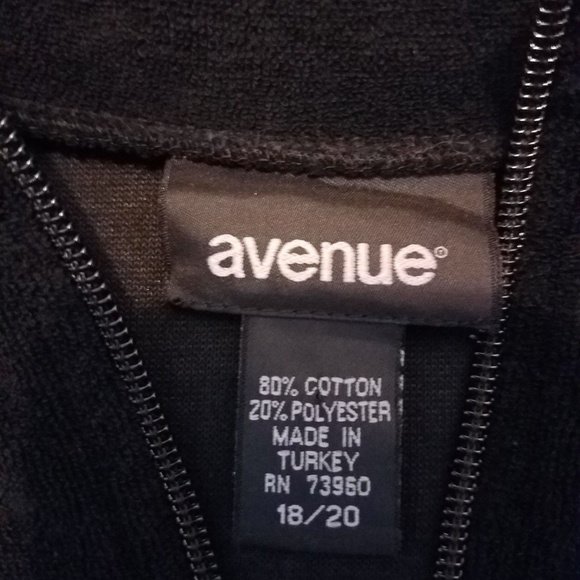 avenue®
80% COTTON
20% POLYESTER
MADE IN
TURKEY
RN 73960
18/20